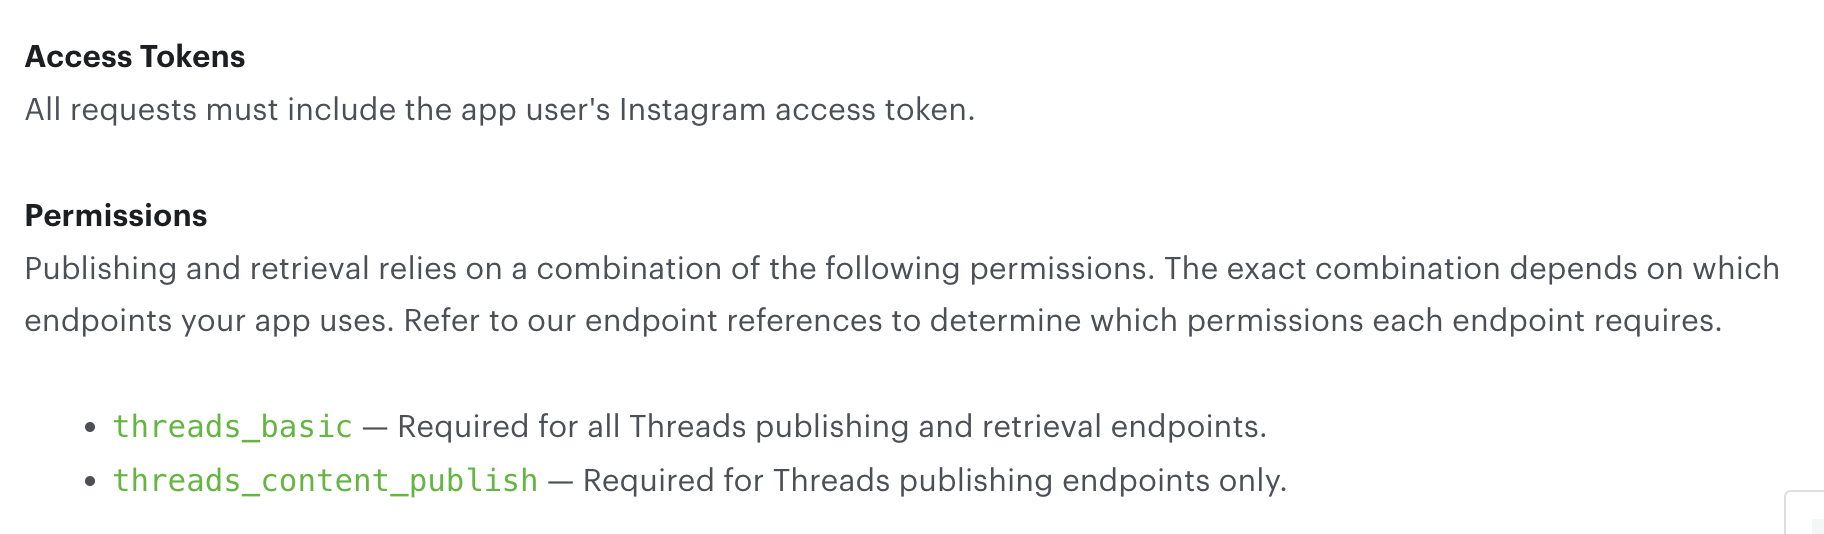 Access Tokens
All requests must include the app user's Instagram access token.
Permissions
Publishing and retrieval relies on a combination of the following permissions. The exact combination depends on which
endpoints your app uses. Refer to our endpoint references to determine which permissions each endpoint requires.
• threads_basic — Required for all Threads publishing and retrieval endpoints.
• threads_content_publish — Required for Threads publishing endpoints only.